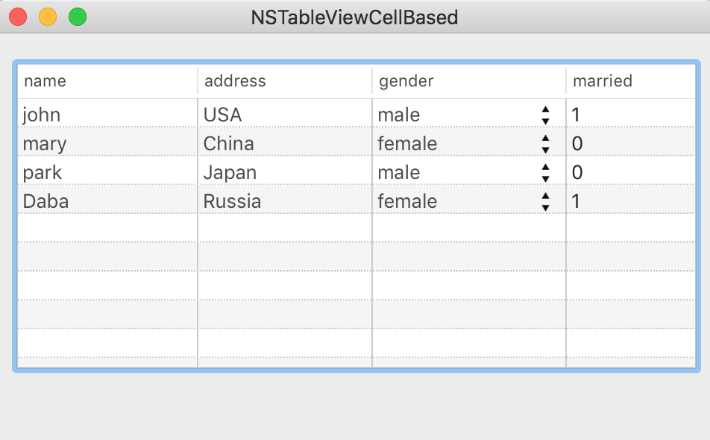 NSTableViewCellBased
name address gender married
john USA male 1
mary China female 0
park Japan male 0
Daba Russia female 1